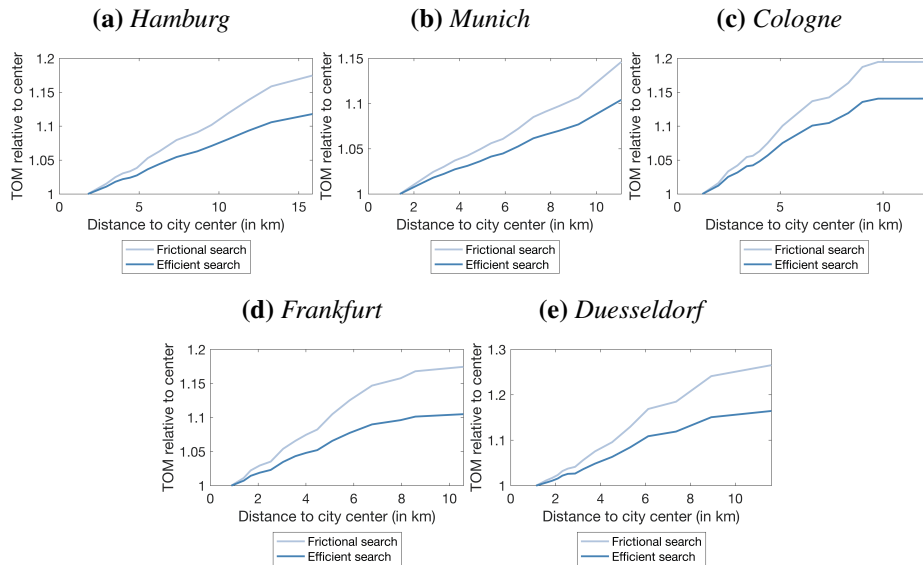 (a) Hamburg
TOM relative to center
1.2
1.15
1.1
1.05
1
0
5
10
15
Distance to city center (in km)
Frictional search
Efficient search
(b) Munich
TOM relative to center
1.15
1.1
1.05
1
0
2
4
6
8
10
Distance to city center (in km)
Frictional search
Efficient search
(c) Cologne
TOM relative to center
1.2
1.15
1.1
1.05
1
0
5
10
Distance to city center (in km)
Frictional search
Efficient search
(d) Frankfurt
TOM relative to center
1.2
1.15
1.1
1.05
1
0
2
4
6
8
10
Distance to city center (in km)
Frictional search
Efficient search
(e) Duesseldorf
TOM relative to center
1.3
1.2
1.1
1
0
2
4
6
8
10
Distance to city center (in km)
Frictional search
Efficient search